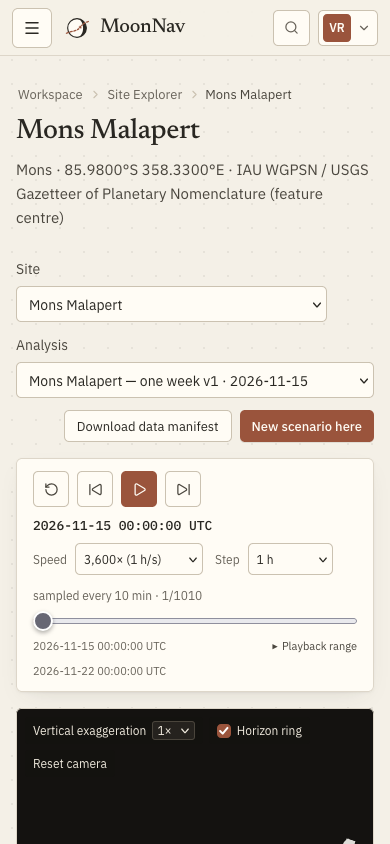 MoonNav
VR
Workspace
Site Explorer
Mons Malapert
Mons Malapert
Mons · 85.9800°S 358.3300°E · IAU WGPSN / USGS
Gazetteer of Planetary Nomenclature (feature
centre)
Site
Mons Malapert
Analysis
Mons Malapert — one week v1 · 2026-11-15
Download data manifest
New scenario here
2026-11-15 00:00:00 UTC
Speed
3,600× (1 h/s)
Step
1 h
sampled every 10 min · 1/1010
2026-11-15 00:00:00 UTC
▸ Playback range
2026-11-22 00:00:00 UTC
Vertical exaggeration
1×
Horizon ring
Reset camera